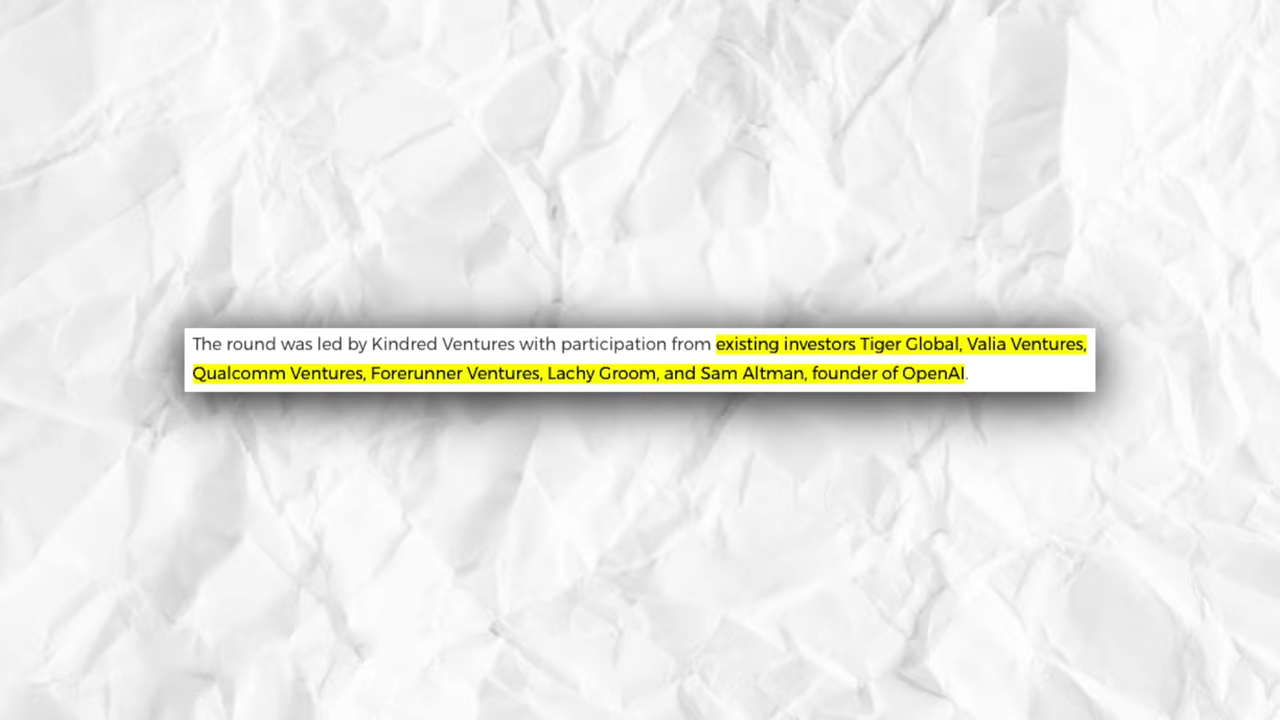 The round was led by Kindred Ventures with participation from existing investors Tiger Global, Valia Ventures,
Qualcomm Ventures, Forerunner Ventures, Lachy Groom, and Sam Altman, founder of OpenAI.